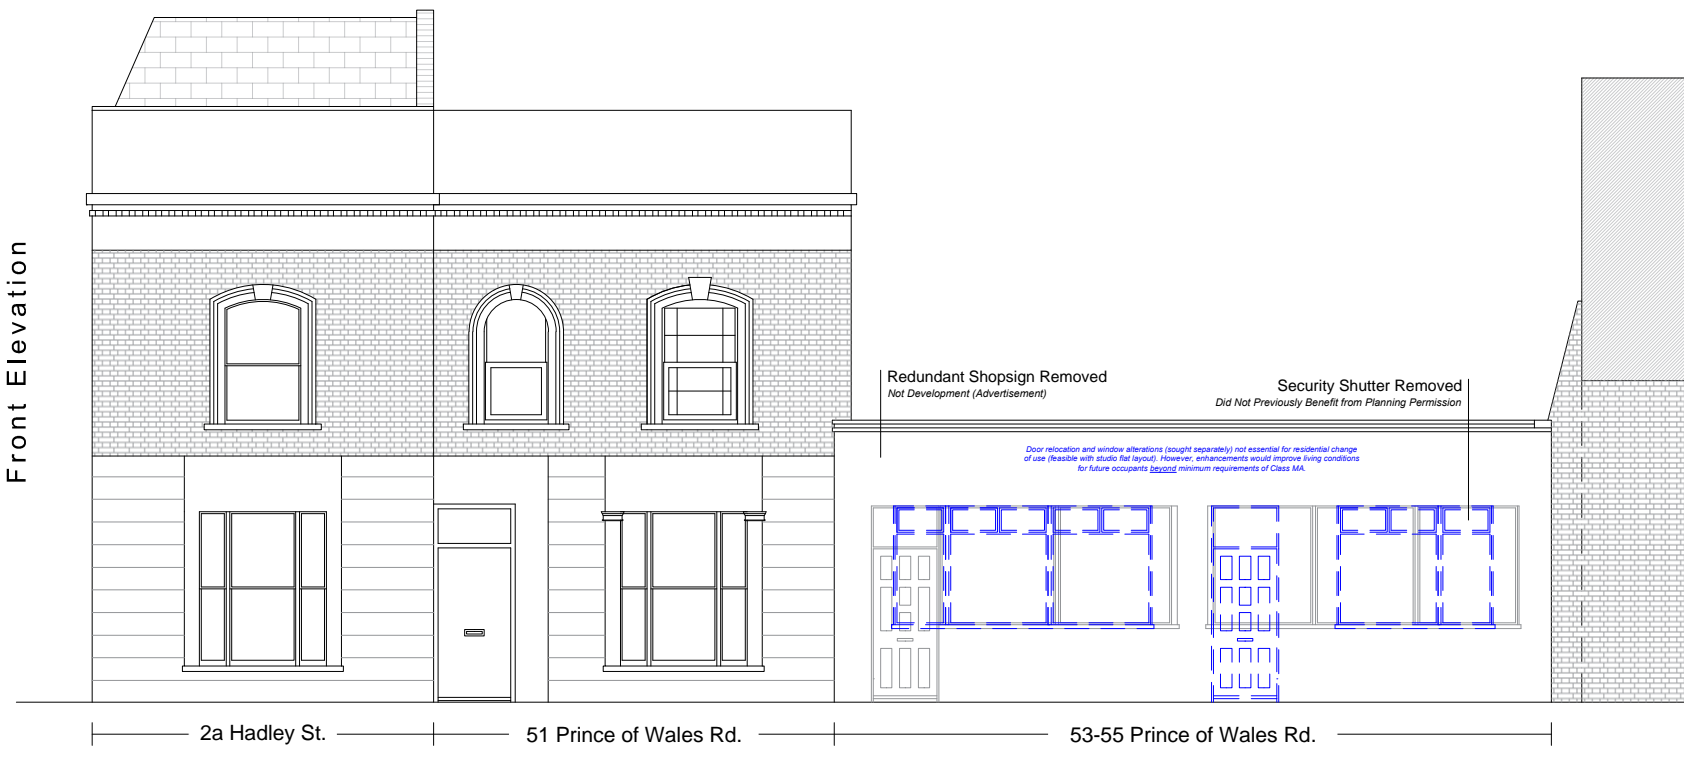 Front Elevation
Redundant Shopsign Removed
Not Development (Advertisement)
Security Shutter Removed
Did Not Previously Benefit from Planning Permission
Door relocation and window alterations (sought separately) not essential for residential change
of use (feasible with studio flat layout). However, enhancements would improve living conditions
for future occupants beyond minimum requirements of Class MA.
2a Hadley St.
51 Prince of Wales Rd.
53-55 Prince of Wales Rd.